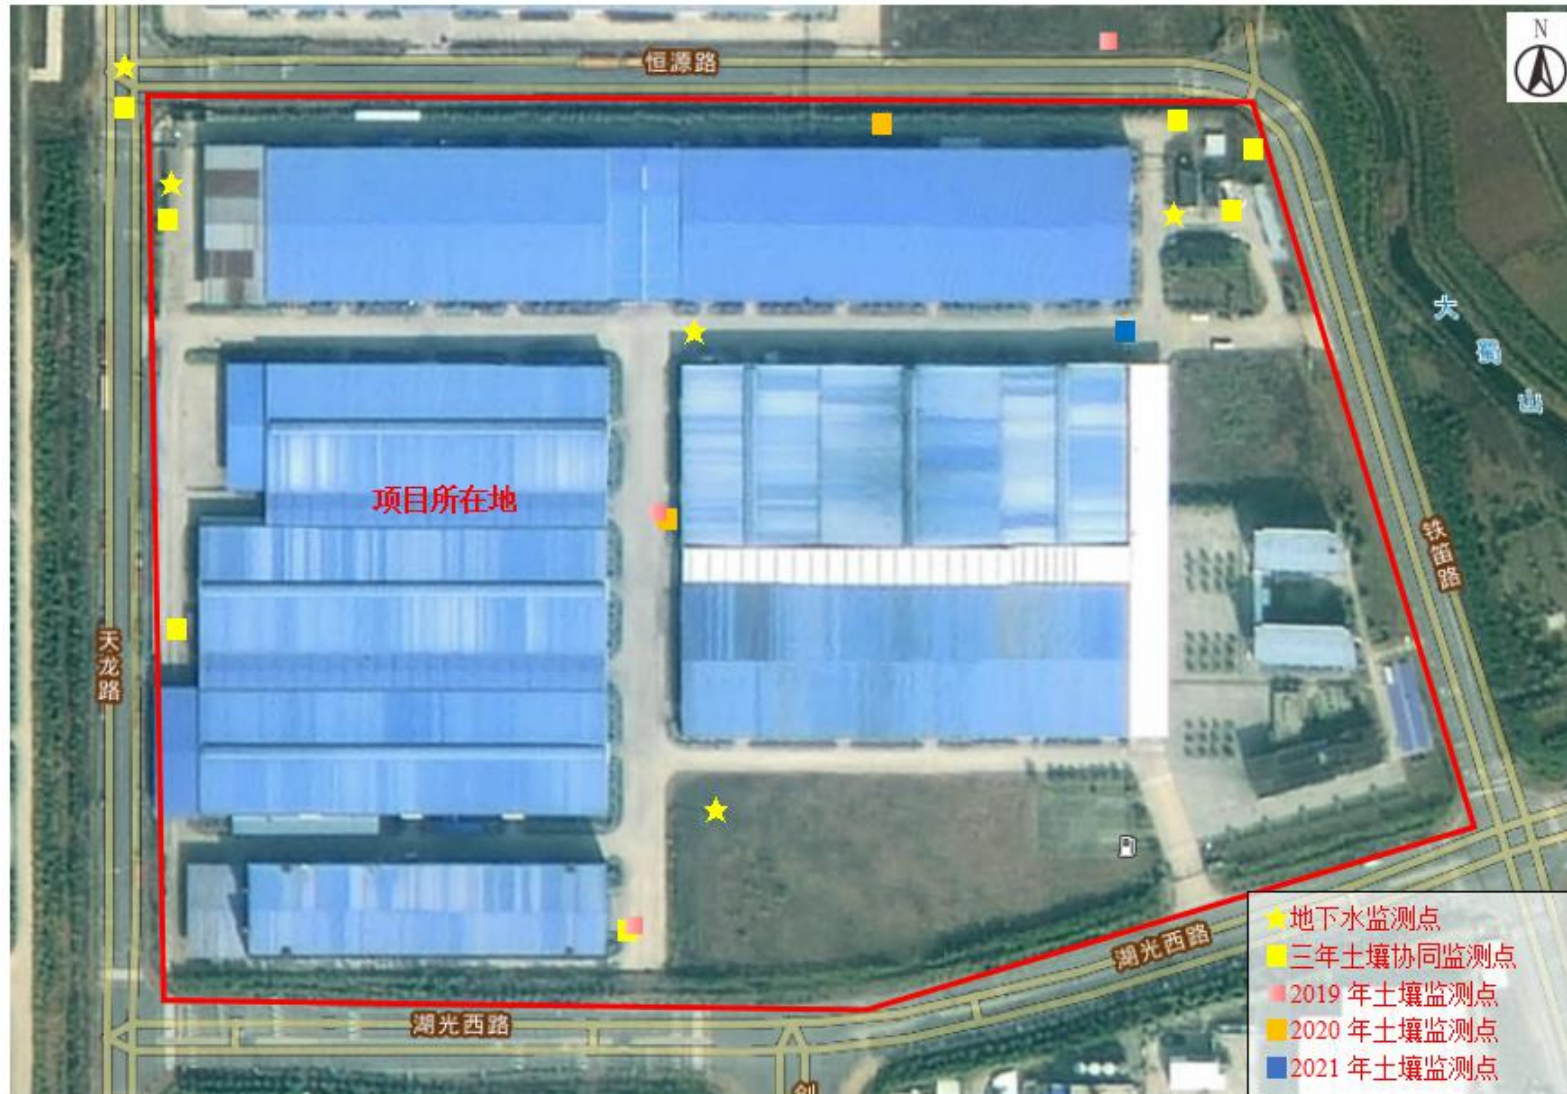 N
恒源路
大
蜀
山
项目所在地
铁笛路
天龙路
湖光西路
湖光西路
地下水监测点
三年土壤协同监测点
2019 年土壤监测点
2020 年土壤监测点
2021 年土壤监测点